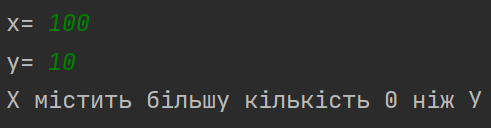 x= 100
y= 10
Х містить більшу кількість 0 ніж У